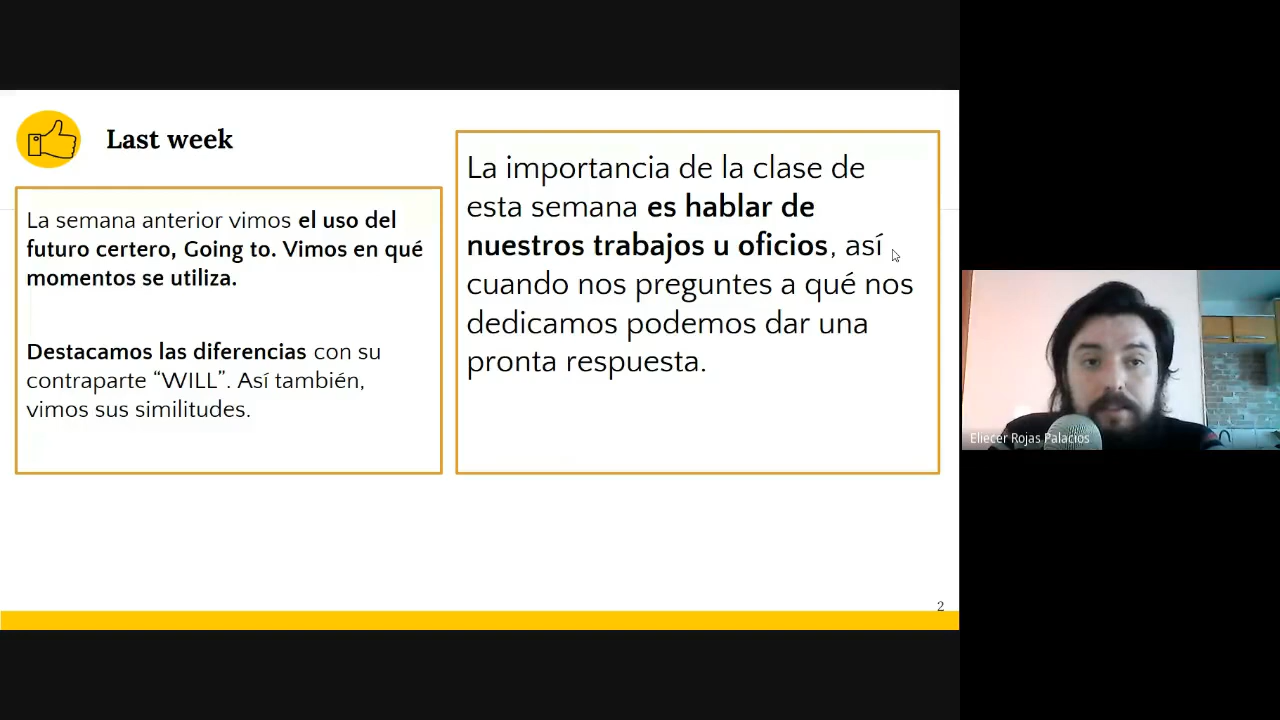 Last week
La semana anterior vimos el uso del
futuro certero, Going to. Vimos en qué
momentos se utiliza.
Destacamos las diferencias con su
contraparte “WILL”. Así también,
vimos sus similitudes.
La importancia de la clase de
esta semana es hablar de
nuestros trabajos u oficios, así
cuando nos preguntes a qué nos
dedicamos podemos dar una
pronta respuesta.
Eliecer Rojas Palacios
2